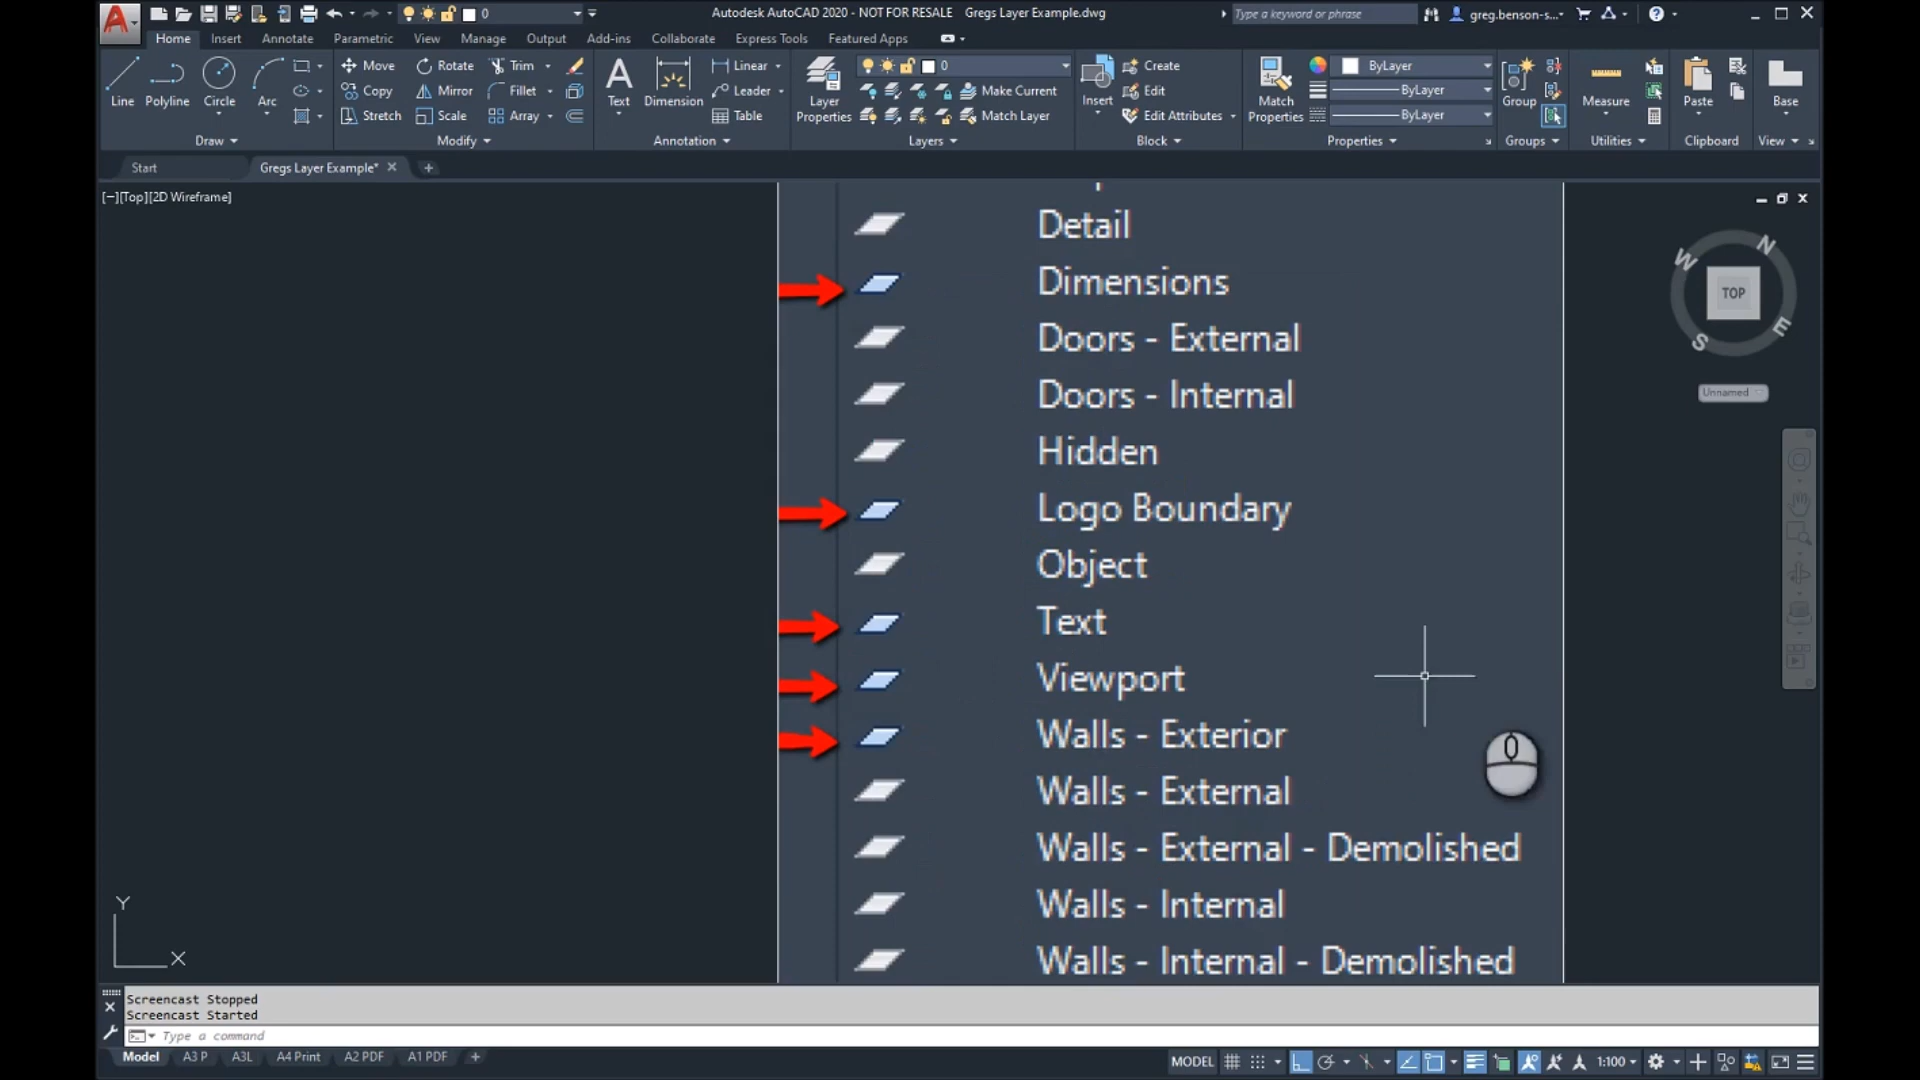 0
Autodesk AutoCAD 2020 - NOT FOR RESALE Gregs Layer Example.dwg
Type a keyword or phrase
greg.benson-s...
Home Insert Annotate Parametric View Manage Output Add-ins Collaborate Express Tools Featured Apps
Line Polyline Circle Arc
Move Rotate Trim
Copy Mirror Fillet
Stretch Scale Array
Text Dimension
Linear
Leader
Table
Layer Properties
0
Make Current
Match Layer
Insert
Create
Edit
Edit Attributes
Match Properties
ByLayer
ByLayer
ByLayer
Group
Measure
Paste
Base
Draw Modify Annotation Layers Block Properties Groups Utilities Clipboard View
Start Gregs Layer Example*
[−][Top][2D Wireframe]
Detail
Dimensions
Doors - External
Doors - Internal
Hidden
Logo Boundary
Object
Text
Viewport
Walls - Exterior
Walls - External
Walls - External - Demolished
Walls - Internal
Walls - Internal - Demolished
N
W
TOP
E
S
Unnamed
Y
X
Screencast Stopped
Screencast Started
Type a command
Model A3 P A3L A4 Print A2 PDF A1 PDF +
MODEL 1:100